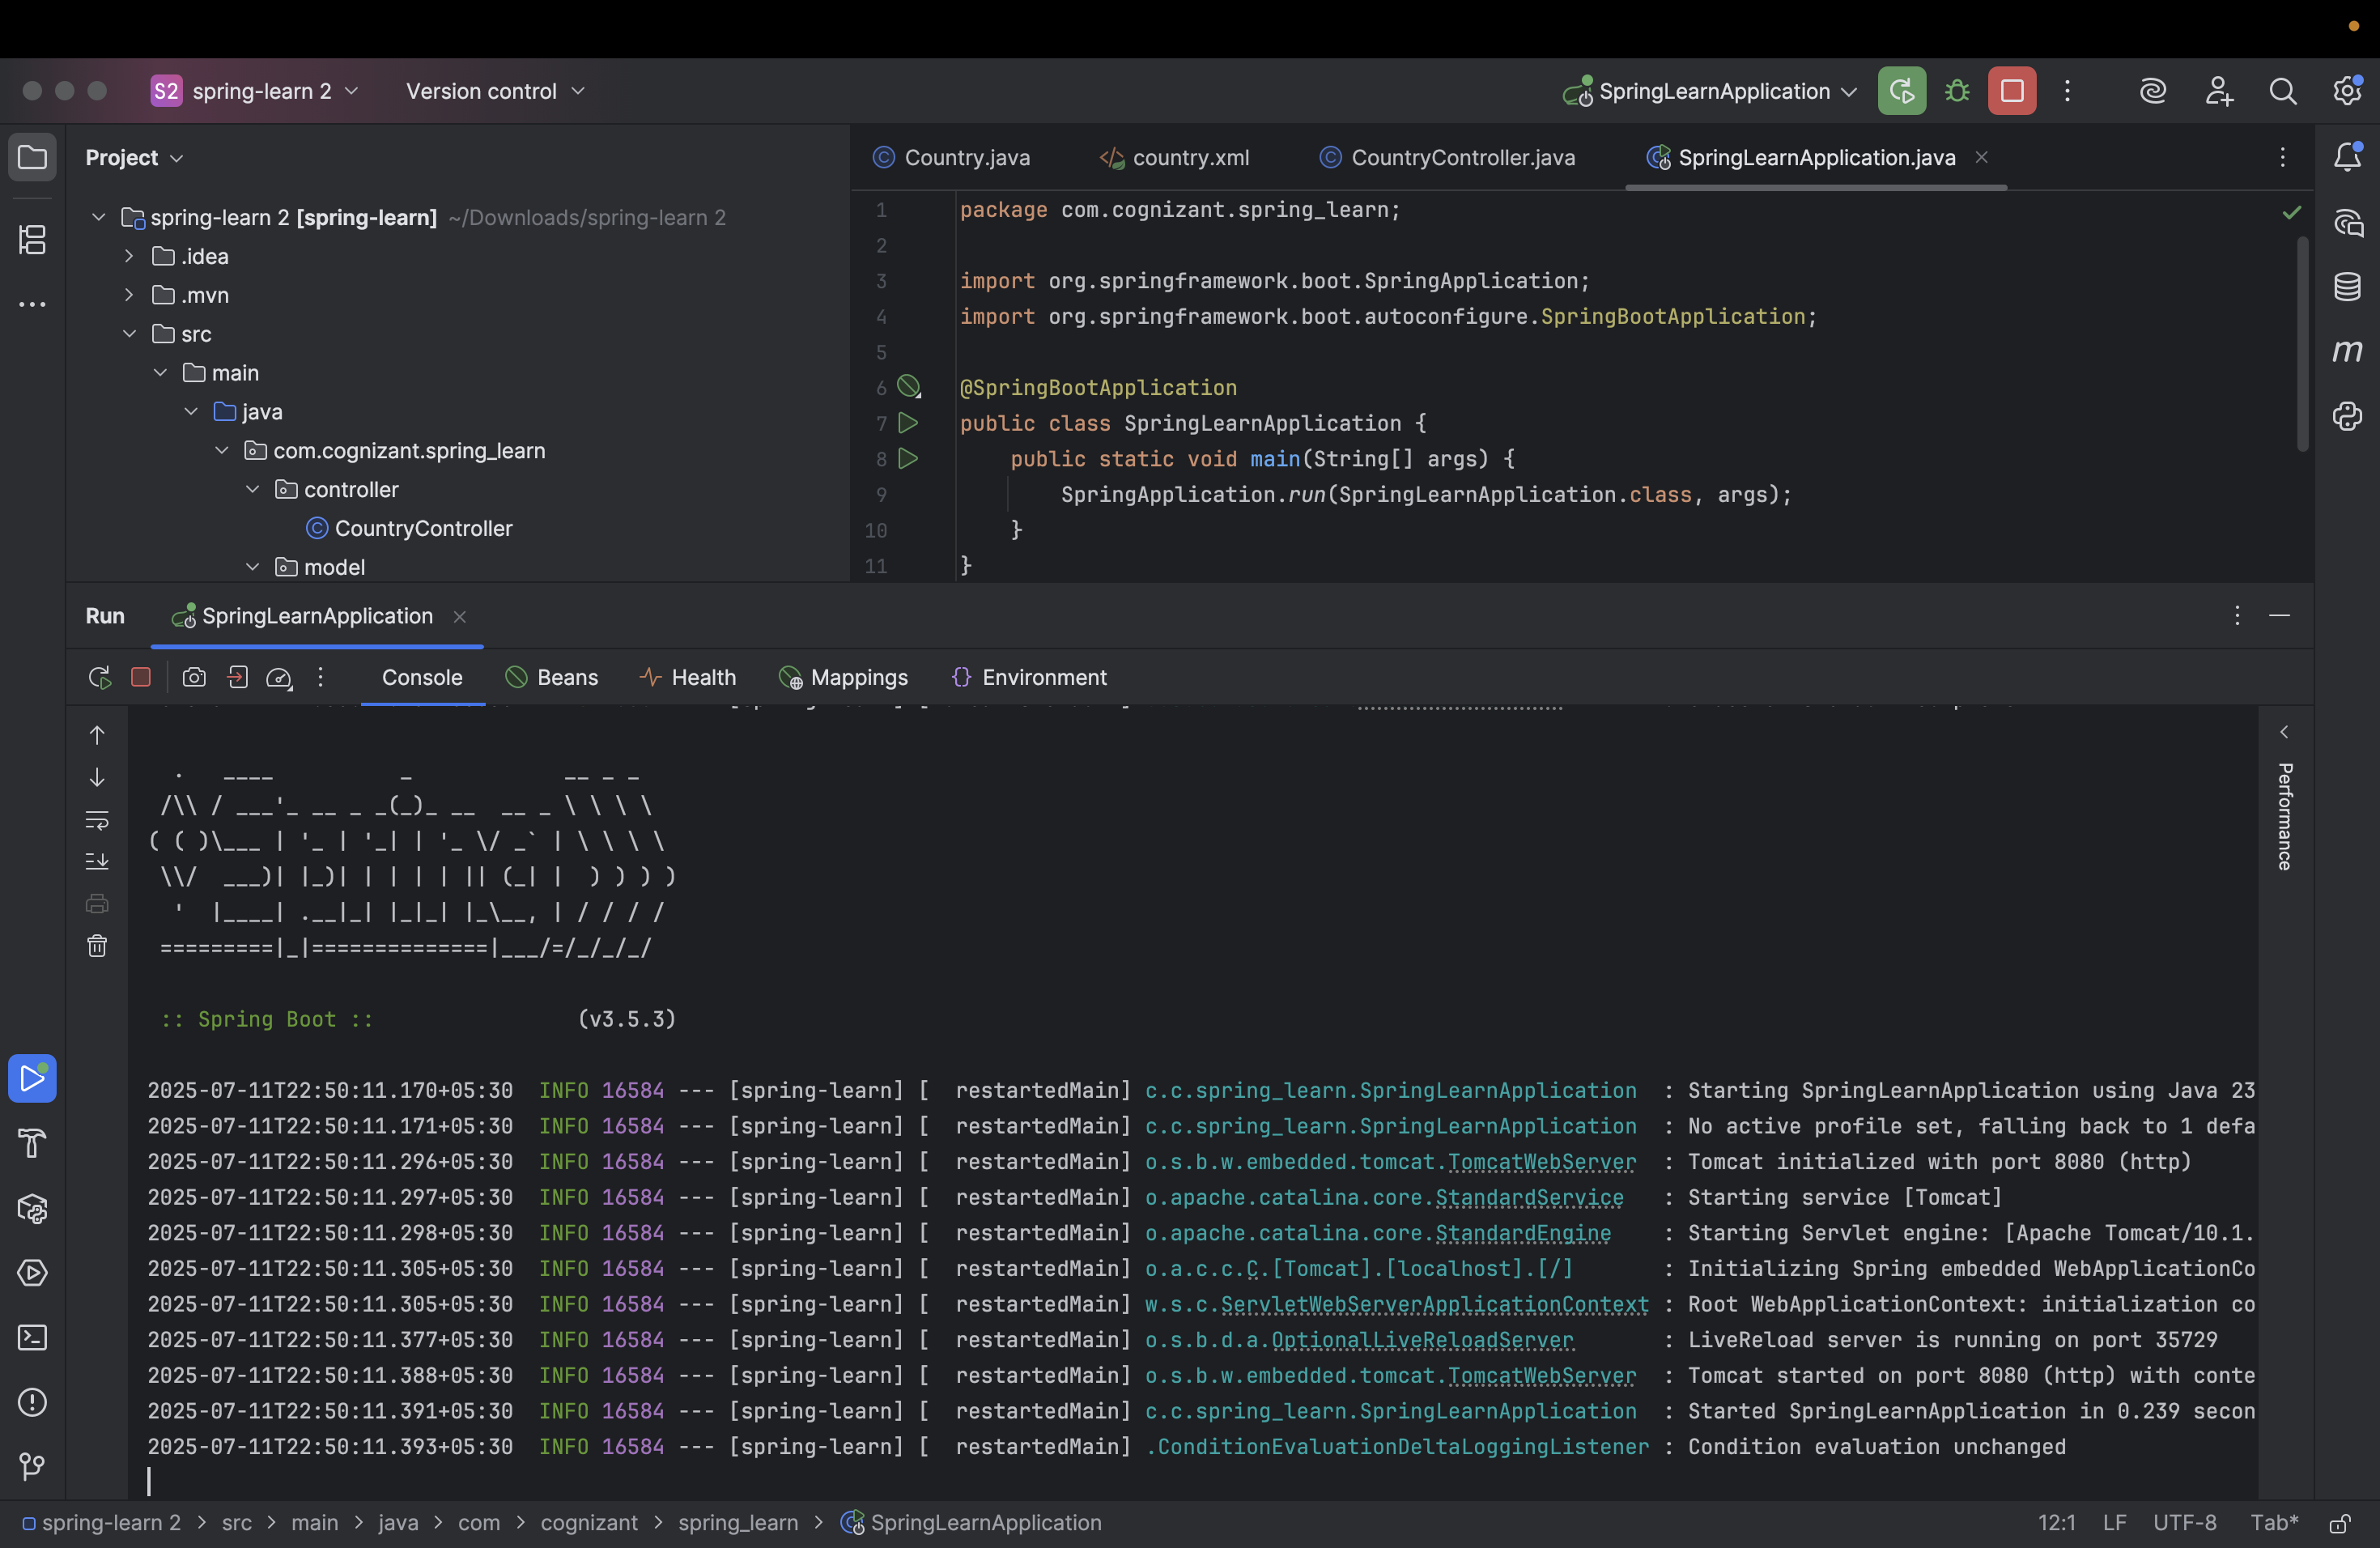 S2 spring-learn 2 Version control SpringLearnApplication
Project
spring-learn 2 [spring-learn] ~/Downloads/spring-learn 2
.idea
.mvn
src
main
java
com.cognizant.spring_learn
controller
CountryController
model
Country.java country.xml CountryController.java SpringLearnApplication.java
1 package com.cognizant.spring_learn;
2
3 import org.springframework.boot.SpringApplication;
4 import org.springframework.boot.autoconfigure.SpringBootApplication;
5
6 @SpringBootApplication
7 public class SpringLearnApplication {
8 public static void main(String[] args) {
9 SpringApplication.run(SpringLearnApplication.class, args);
10 }
11 }
Run SpringLearnApplication
Console Beans Health Mappings Environment
Performance
  .   ____          _            __ _ _
 /\\ / ___'_ __ _ _(_)_ __  __ _ \ \ \ \
( ( )\___ | '_ | '_| | '_ \/ _` | \ \ \ \
 \\/  ___)| |_)| | | | | || (_| |  ) ) ) )
  '  |____| .__|_| |_|_| |_\__, | / / / /
 =========|_|==============|___/=/_/_/_/
:: Spring Boot :: (v3.5.3)
2025-07-11T22:50:11.170+05:30 INFO 16584 --- [spring-learn] [ restartedMain] c.c.spring_learn.SpringLearnApplication : Starting SpringLearnApplication using Java 23
2025-07-11T22:50:11.171+05:30 INFO 16584 --- [spring-learn] [ restartedMain] c.c.spring_learn.SpringLearnApplication : No active profile set, falling back to 1 defa
2025-07-11T22:50:11.296+05:30 INFO 16584 --- [spring-learn] [ restartedMain] o.s.b.w.embedded.tomcat.TomcatWebServer : Tomcat initialized with port 8080 (http)
2025-07-11T22:50:11.297+05:30 INFO 16584 --- [spring-learn] [ restartedMain] o.apache.catalina.core.StandardService : Starting service [Tomcat]
2025-07-11T22:50:11.298+05:30 INFO 16584 --- [spring-learn] [ restartedMain] o.apache.catalina.core.StandardEngine : Starting Servlet engine: [Apache Tomcat/10.1.
2025-07-11T22:50:11.305+05:30 INFO 16584 --- [spring-learn] [ restartedMain] o.a.c.c.C.[Tomcat].[localhost].[/] : Initializing Spring embedded WebApplicationCo
2025-07-11T22:50:11.305+05:30 INFO 16584 --- [spring-learn] [ restartedMain] w.s.c.ServletWebServerApplicationContext : Root WebApplicationContext: initialization co
2025-07-11T22:50:11.377+05:30 INFO 16584 --- [spring-learn] [ restartedMain] o.s.b.d.a.OptionalLiveReloadServer : LiveReload server is running on port 35729
2025-07-11T22:50:11.388+05:30 INFO 16584 --- [spring-learn] [ restartedMain] o.s.b.w.embedded.tomcat.TomcatWebServer : Tomcat started on port 8080 (http) with conte
2025-07-11T22:50:11.391+05:30 INFO 16584 --- [spring-learn] [ restartedMain] c.c.spring_learn.SpringLearnApplication : Started SpringLearnApplication in 0.239 secon
2025-07-11T22:50:11.393+05:30 INFO 16584 --- [spring-learn] [ restartedMain] .ConditionEvaluationDeltaLoggingListener : Condition evaluation unchanged
spring-learn 2 > src > main > java > com > cognizant > spring_learn > SpringLearnApplication 12:1 LF UTF-8 Tab*